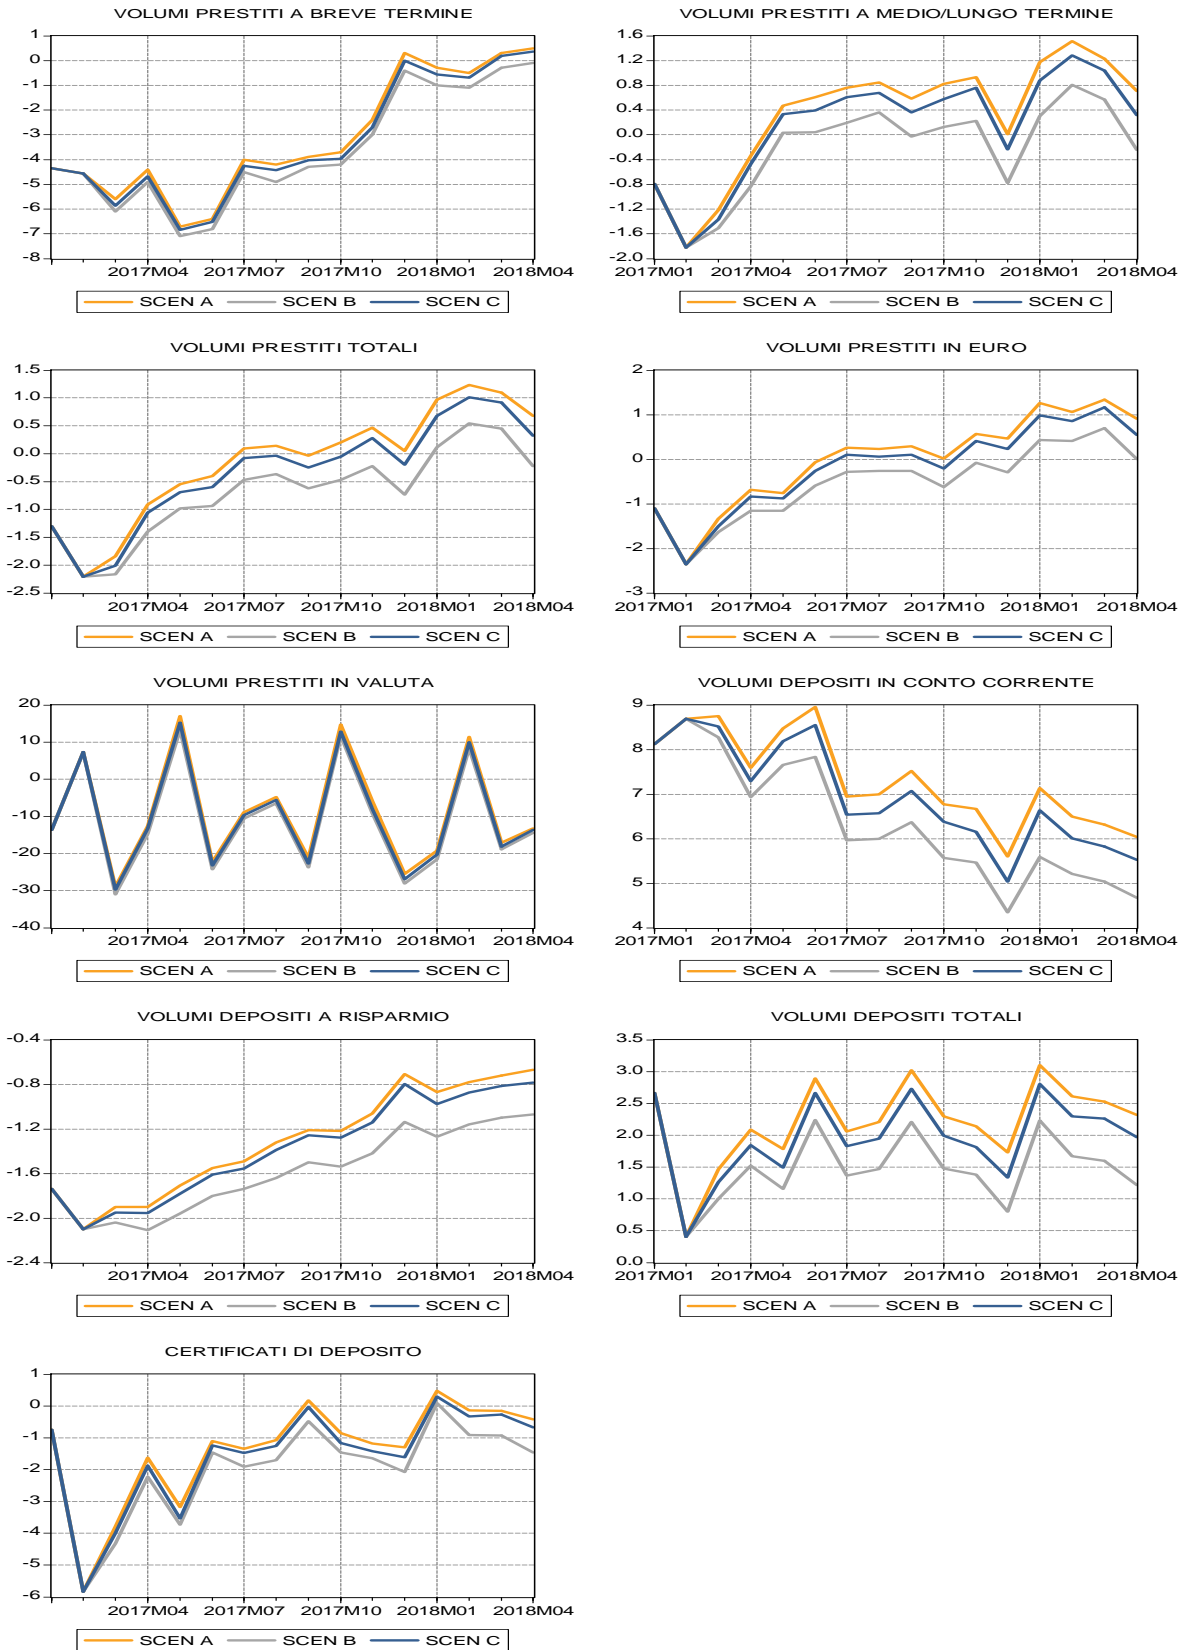 VOLUMI PRESTITI A BREVE TERMINE
1
0
-1
-2
-3
-4
-5
-6
-7
-8
2017M04 2017M07 2017M10 2018M01 2018M04
SCEN A SCEN B SCEN C
VOLUMI PRESTITI A MEDIO/LUNGO TERMINE
1.6
1.2
0.8
0.4
0.0
-0.4
-0.8
-1.2
-1.6
-2.0
2017M01 2017M04 2017M07 2017M10 2018M01 2018M04
SCEN A SCEN B SCEN C
VOLUMI PRESTITI TOTALI
1.5
1.0
0.5
0.0
-0.5
-1.0
-1.5
-2.0
-2.5
2017M04 2017M07 2017M10 2018M01 2018M04
SCEN A SCEN B SCEN C
VOLUMI PRESTITI IN EURO
2
1
0
-1
-2
-3
2017M01 2017M04 2017M07 2017M10 2018M01 2018M04
SCEN A SCEN B SCEN C
VOLUMI PRESTITI IN VALUTA
20
10
0
-10
-20
-30
-40
2017M04 2017M07 2017M10 2018M01 2018M04
SCEN A SCEN B SCEN C
VOLUMI DEPOSITI IN CONTO CORRENTE
9
8
7
6
5
4
2017M01 2017M04 2017M07 2017M10 2018M01 2018M04
SCEN A SCEN B SCEN C
VOLUMI DEPOSITI A RISPARMIO
-0.4
-0.8
-1.2
-1.6
-2.0
-2.4
2017M04 2017M07 2017M10 2018M01 2018M04
SCEN A SCEN B SCEN C
VOLUMI DEPOSITI TOTALI
3.5
3.0
2.5
2.0
1.5
1.0
0.5
0.0
2017M01 2017M04 2017M07 2017M10 2018M01 2018M04
SCEN A SCEN B SCEN C
CERTIFICATI DI DEPOSITO
1
0
-1
-2
-3
-4
-5
-6
2017M04 2017M07 2017M10 2018M01 2018M04
SCEN A SCEN B SCEN C